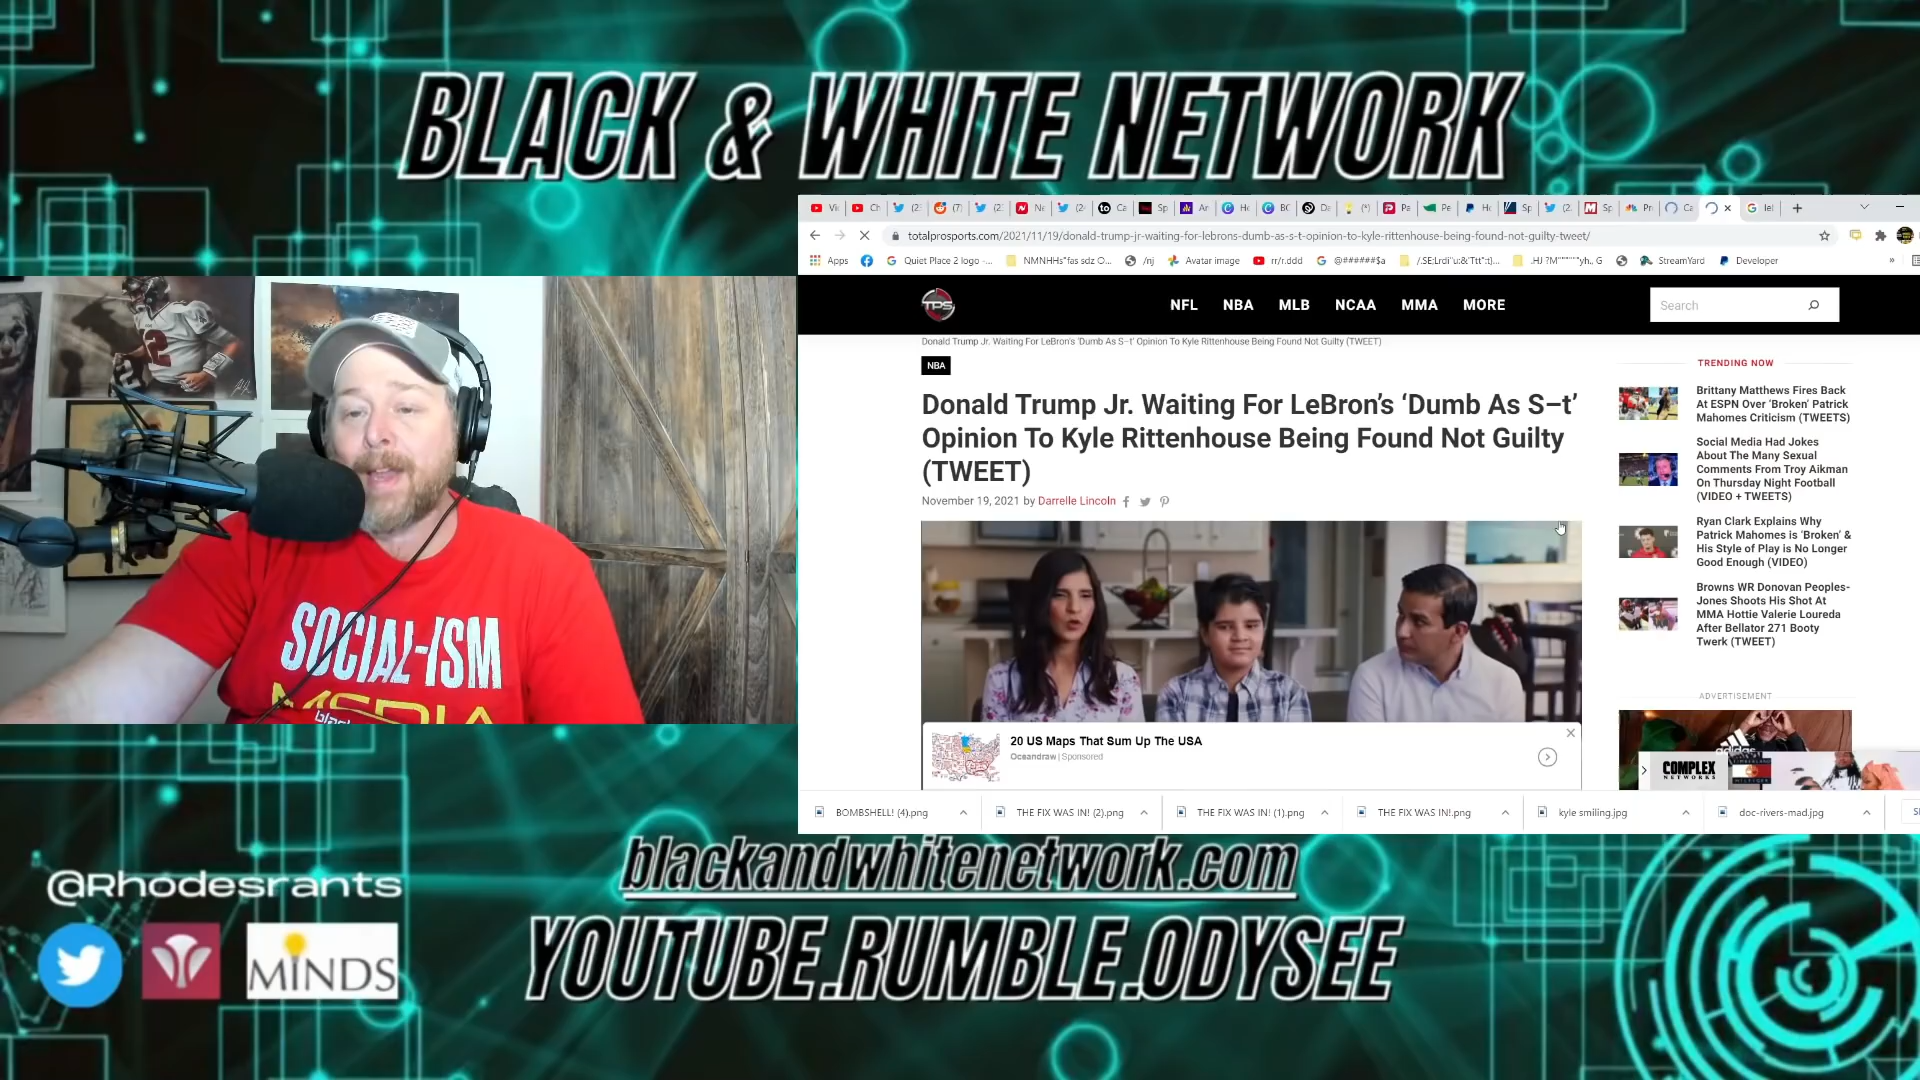 BLACK & WHITE NETWORK
totalprosports.com/2021/11/19/donald-trump-jr-waiting-for-lebrons-dumb-as-s-t-opinion-to-kyle-rittenhouse-being-found-not-guilty-tweet/
Apps
Quiet Place 2 logo -...
/nj
Avatar image
rr/r.ddd
StreamYard
Developer
TPS
NFL NBA MLB NCAA MMA MORE
Search
Donald Trump Jr. Waiting For LeBron's 'Dumb As S–t' Opinion To Kyle Rittenhouse Being Found Not Guilty (TWEET)
NBA
Donald Trump Jr. Waiting For LeBron's ‘Dumb As S–t’
Opinion To Kyle Rittenhouse Being Found Not Guilty
(TWEET)
November 19, 2021 by Darrelle Lincoln
TRENDING NOW
Brittany Matthews Fires Back
At ESPN Over 'Broken' Patrick
Mahomes Criticism (TWEETS)
Social Media Had Jokes
About The Many Sexual
Comments From Troy Aikman
On Thursday Night Football
(VIDEO + TWEETS)
Ryan Clark Explains Why
Patrick Mahomes is 'Broken' &
His Style of Play is No Longer
Good Enough (VIDEO)
Browns WR Donovan Peoples-
Jones Shoots His Shot At
MMA Hottie Valerie Loureda
After Bellator 271 Booty
Twerk (TWEET)
ADVERTISEMENT
adidas
COMPLEX
NETWORKS
20 US Maps That Sum Up The USA
Oceandraw | Sponsored
BOMBSHELL! (4).png
THE FIX WAS IN! (2).png
THE FIX WAS IN! (1).png
THE FIX WAS IN!.png
kyle smiling.jpg
doc-rivers-mad.jpg
SOCIAL-ISM
MEDIA
@Rhodesrants
MINDS
blackandwhitenetwork.com
YOUTUBE.RUMBLE.ODYSEE